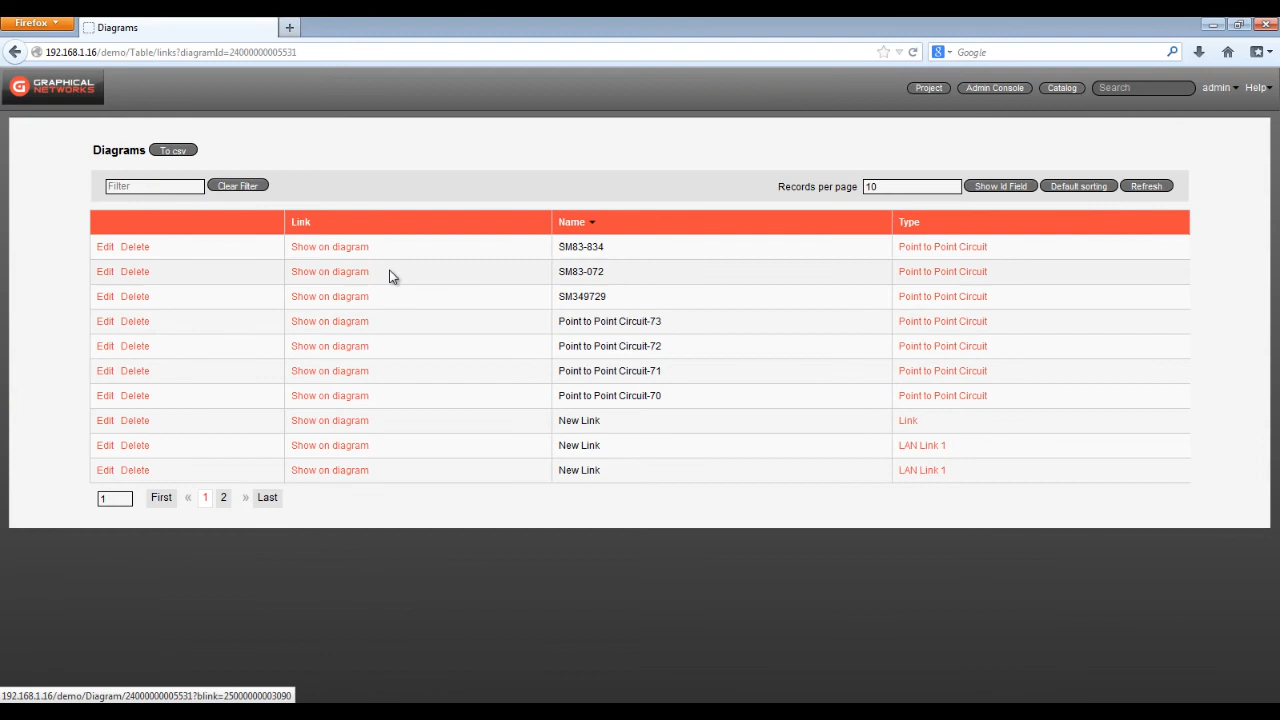 Firefox
Diagrams
192.168.1.16/demo/Table/links?diagramId=24000000005531
Google
GRAPHICAL
NETWORKS
Project Admin Console Catalog Search admin Help
Diagrams To csv
Filter Clear Filter Records per page 10 Show Id Field Default sorting Refresh
Link Name Type
Edit Delete Show on diagram SM83-834 Point to Point Circuit
Edit Delete Show on diagram SM83-072 Point to Point Circuit
Edit Delete Show on diagram SM349729 Point to Point Circuit
Edit Delete Show on diagram Point to Point Circuit-73 Point to Point Circuit
Edit Delete Show on diagram Point to Point Circuit-72 Point to Point Circuit
Edit Delete Show on diagram Point to Point Circuit-71 Point to Point Circuit
Edit Delete Show on diagram Point to Point Circuit-70 Point to Point Circuit
Edit Delete Show on diagram New Link Link
Edit Delete Show on diagram New Link LAN Link 1
Edit Delete Show on diagram New Link LAN Link 1
1 First « 1 2 » Last
192.168.1.16/demo/Diagram/24000000005531?blink=25000000003090